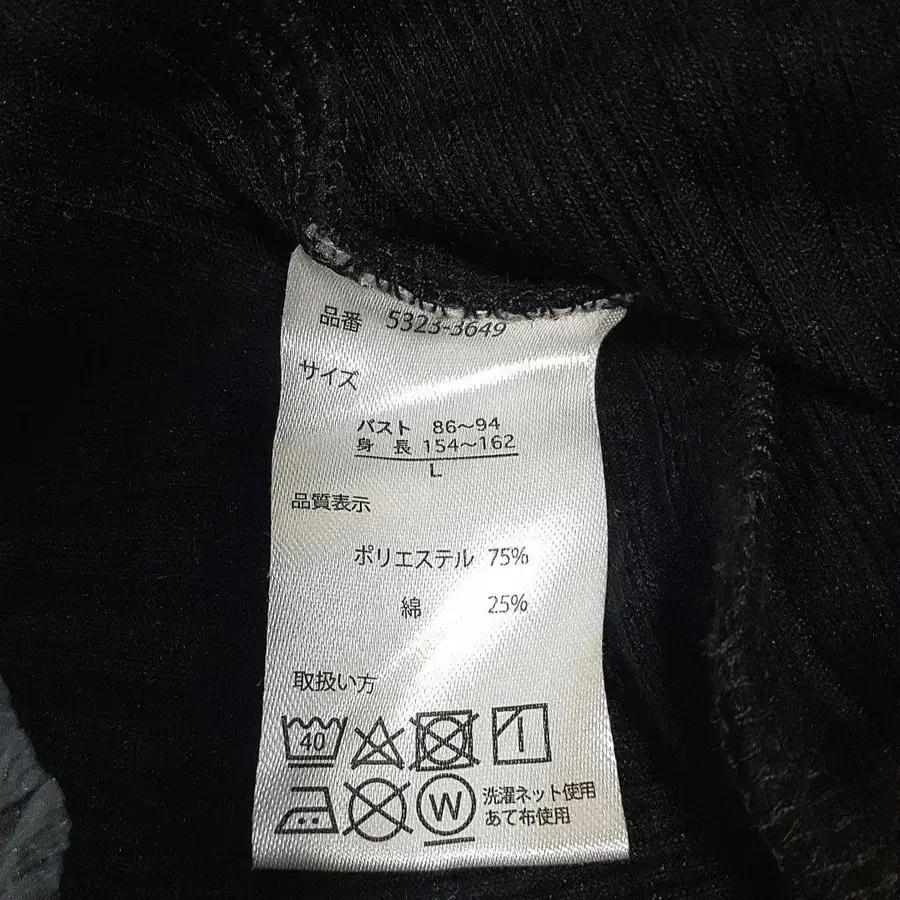 品番 5323-3649
サイズ
バスト 86～94
身長 154～162
L
品質表示
ポリエステル 75%
綿 25%
取扱い方
40
W
洗濯ネット使用
あて布使用